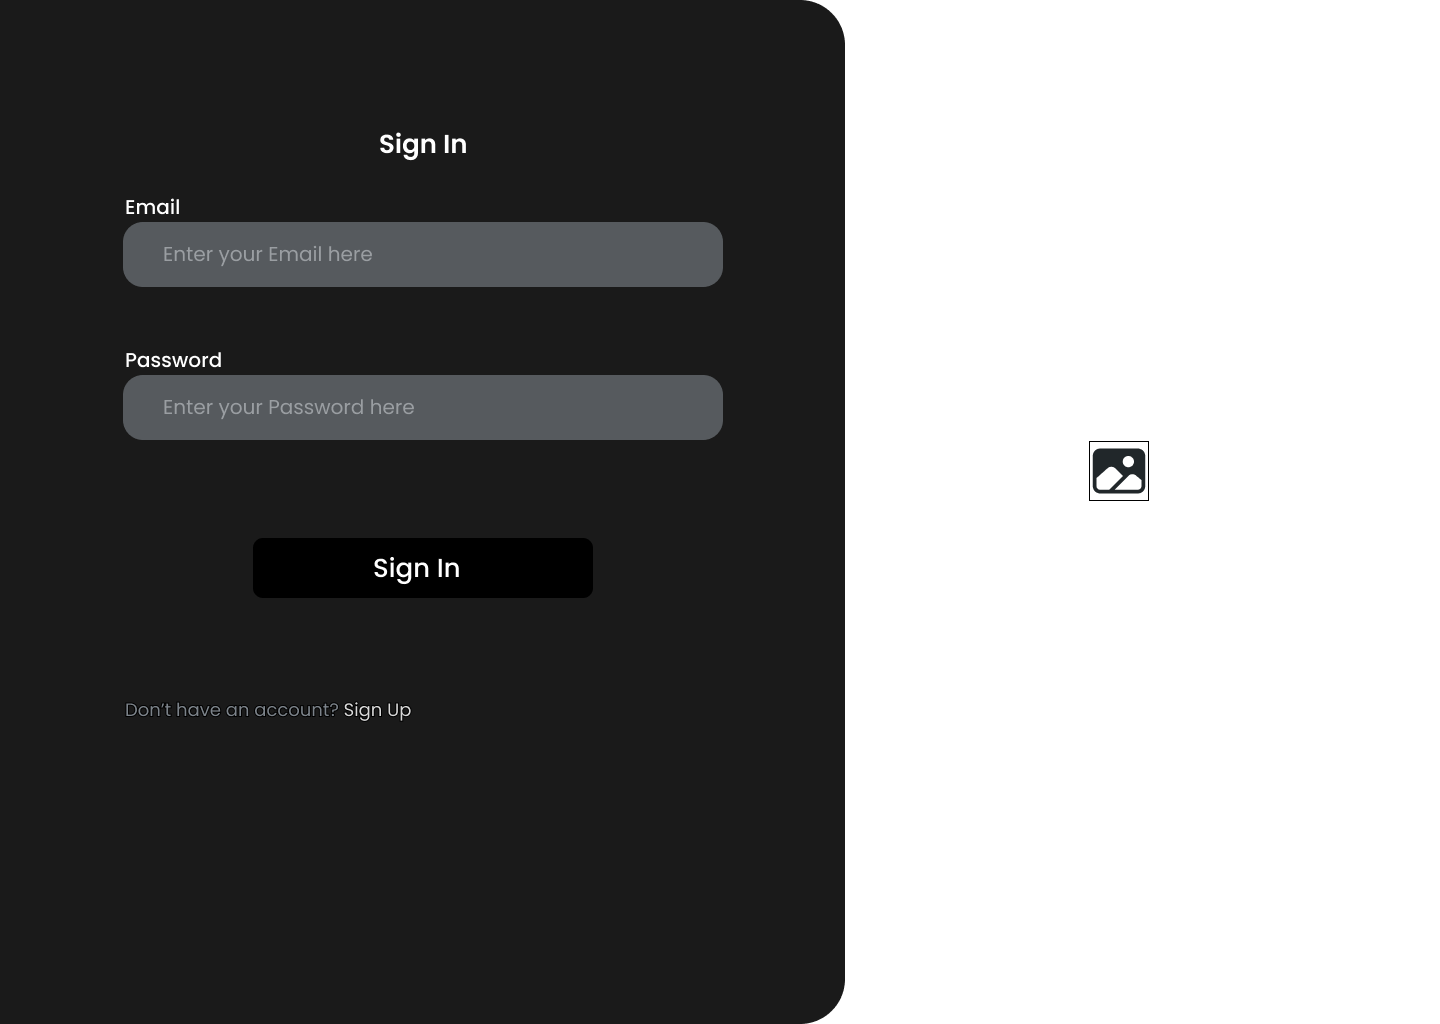 Sign In
Email
Enter your Email here
Password
Enter your Password here
Sign In
Don’t have an account? Sign Up